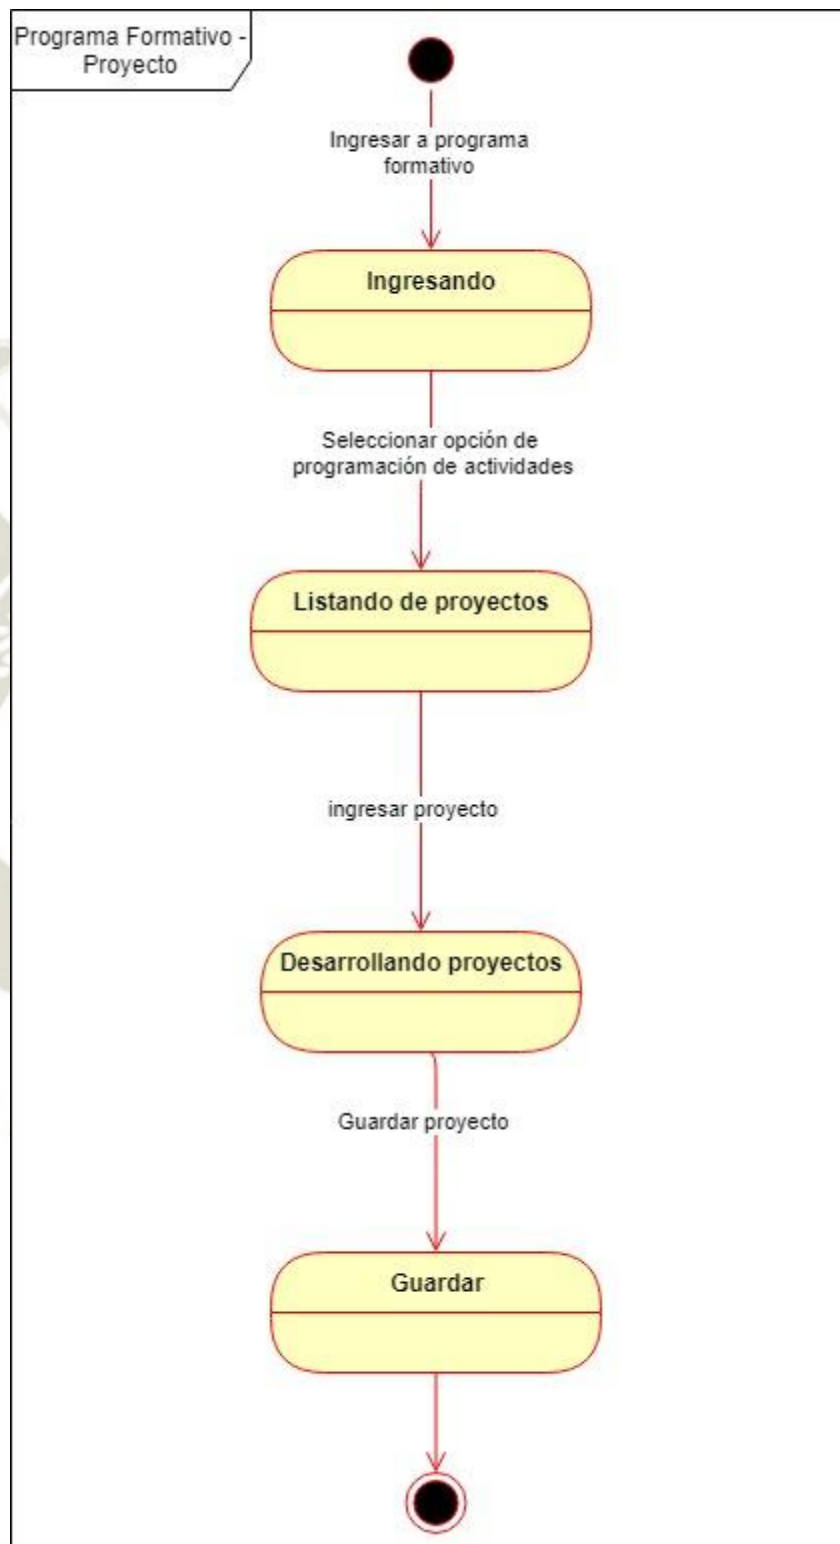 Programa Formativo -
Proyecto
Ingresar a programa
formativo
Ingresando
Seleccionar opción de
programación de actividades
Listando de proyectos
ingresar proyecto
Desarrollando proyectos
Guardar proyecto
Guardar